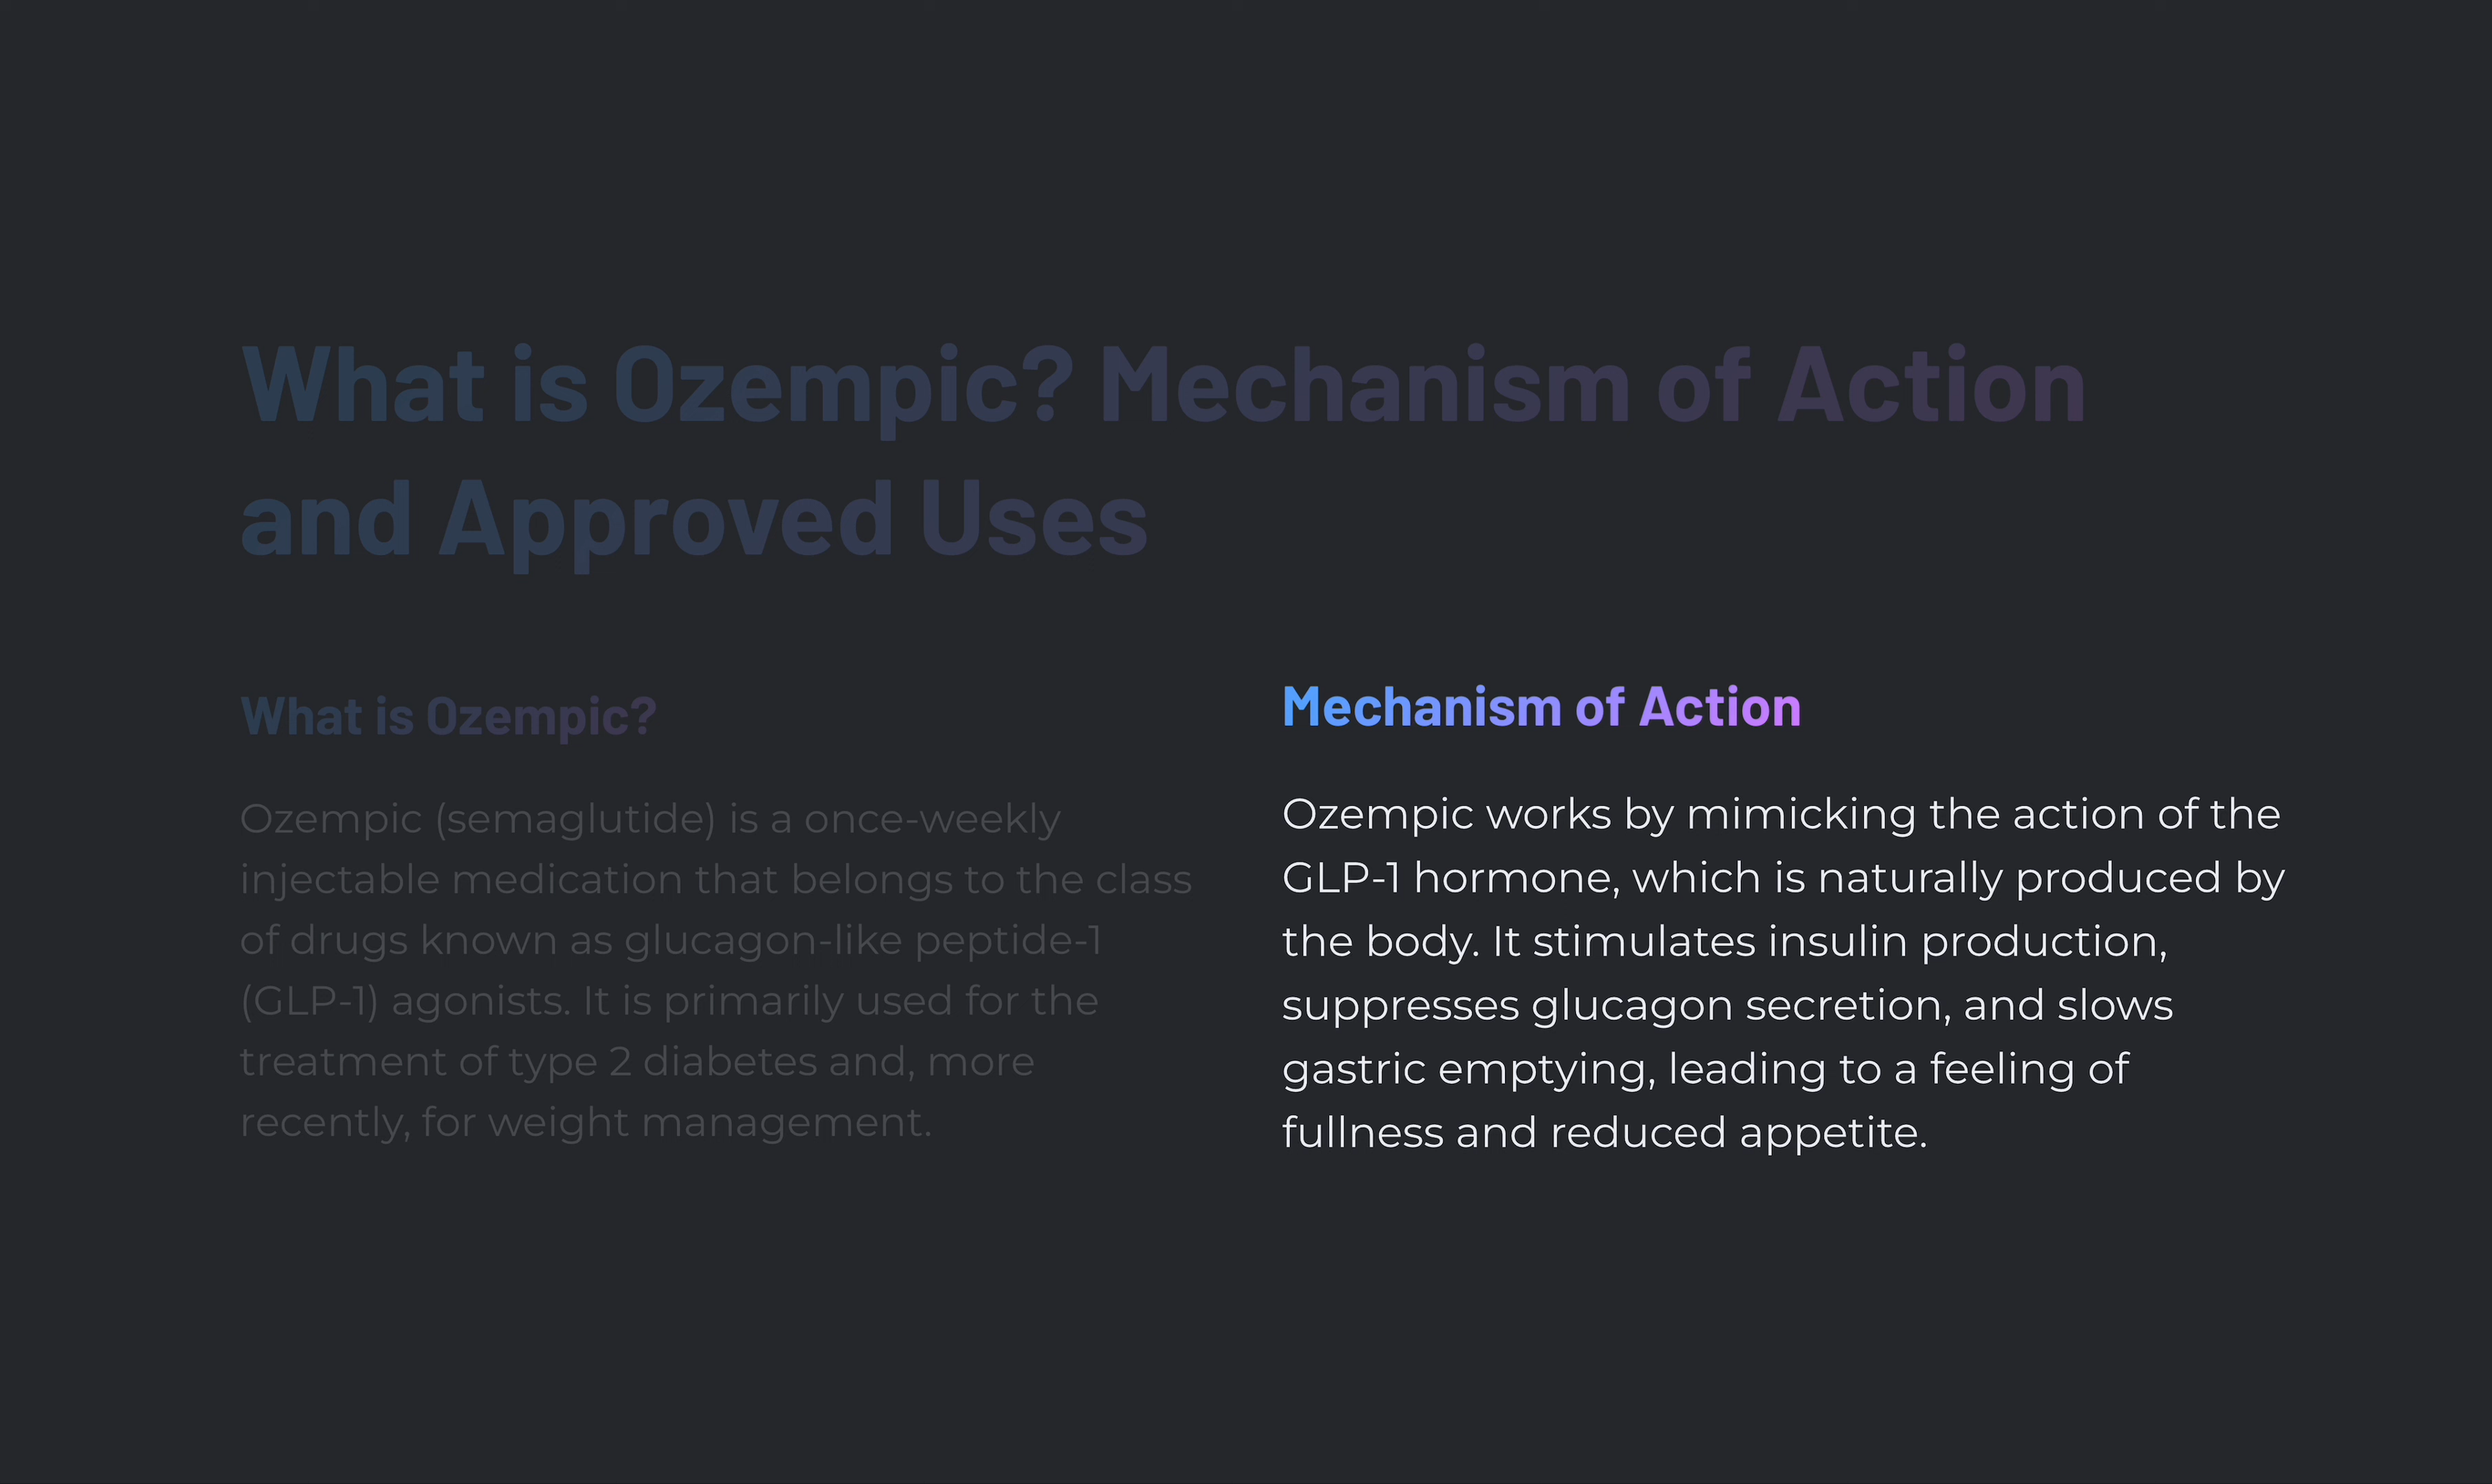 What is Ozempic? Mechanism of Action
and Approved Uses
What is Ozempic?
Ozempic (semaglutide) is a once-weekly
injectable medication that belongs to the class
of drugs known as glucagon-like peptide-1
(GLP-1) agonists. It is primarily used for the
treatment of type 2 diabetes and, more
recently, for weight management.
Mechanism of Action
Ozempic works by mimicking the action of the
GLP-1 hormone, which is naturally produced by
the body. It stimulates insulin production,
suppresses glucagon secretion, and slows
gastric emptying, leading to a feeling of
fullness and reduced appetite.